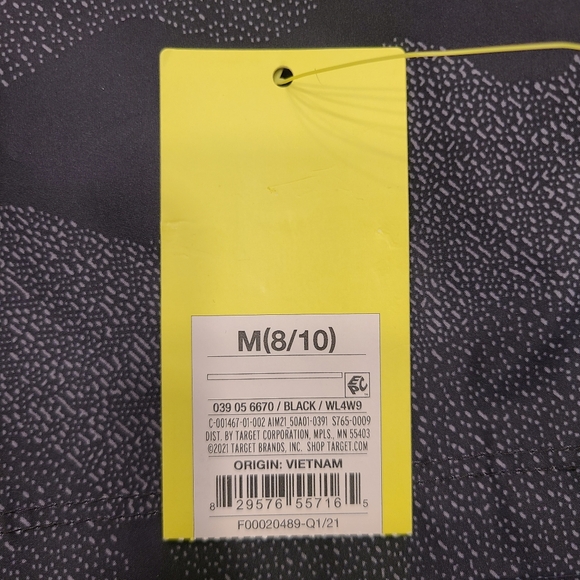 M(8/10)
039 05 6670 / BLACK / WL4W9
C-001467-01-002 AIM21 50A01-0391 S765-0009
DIST. BY TARGET CORPORATION, MPLS., MN 55403
©2021 TARGET BRANDS, INC. SHOP TARGET.COM
ORIGIN: VIETNAM
8 29576 55716 5
F00020489-Q1/21